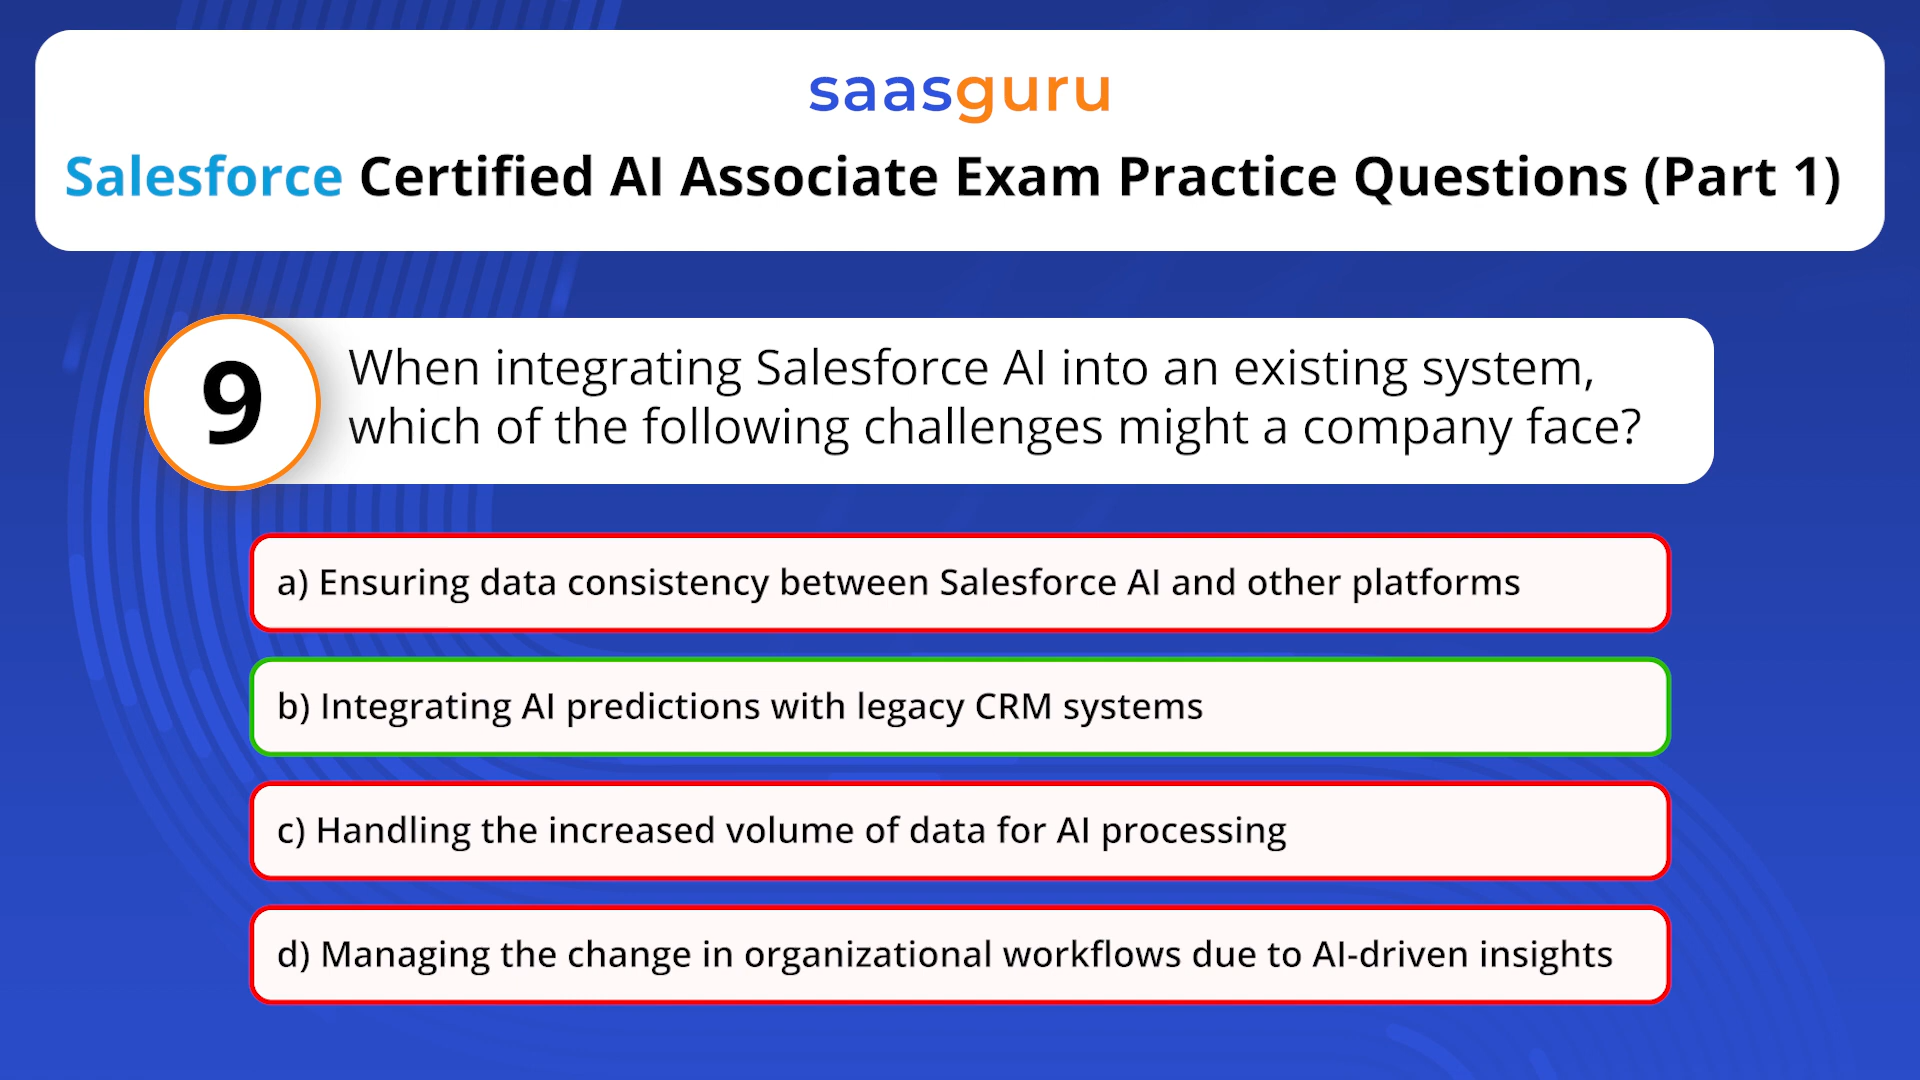 saasguru
Salesforce Certified AI Associate Exam Practice Questions (Part 1)
9
When integrating Salesforce AI into an existing system,
which of the following challenges might a company face?
a) Ensuring data consistency between Salesforce AI and other platforms
b) Integrating AI predictions with legacy CRM systems
c) Handling the increased volume of data for AI processing
d) Managing the change in organizational workflows due to AI-driven insights